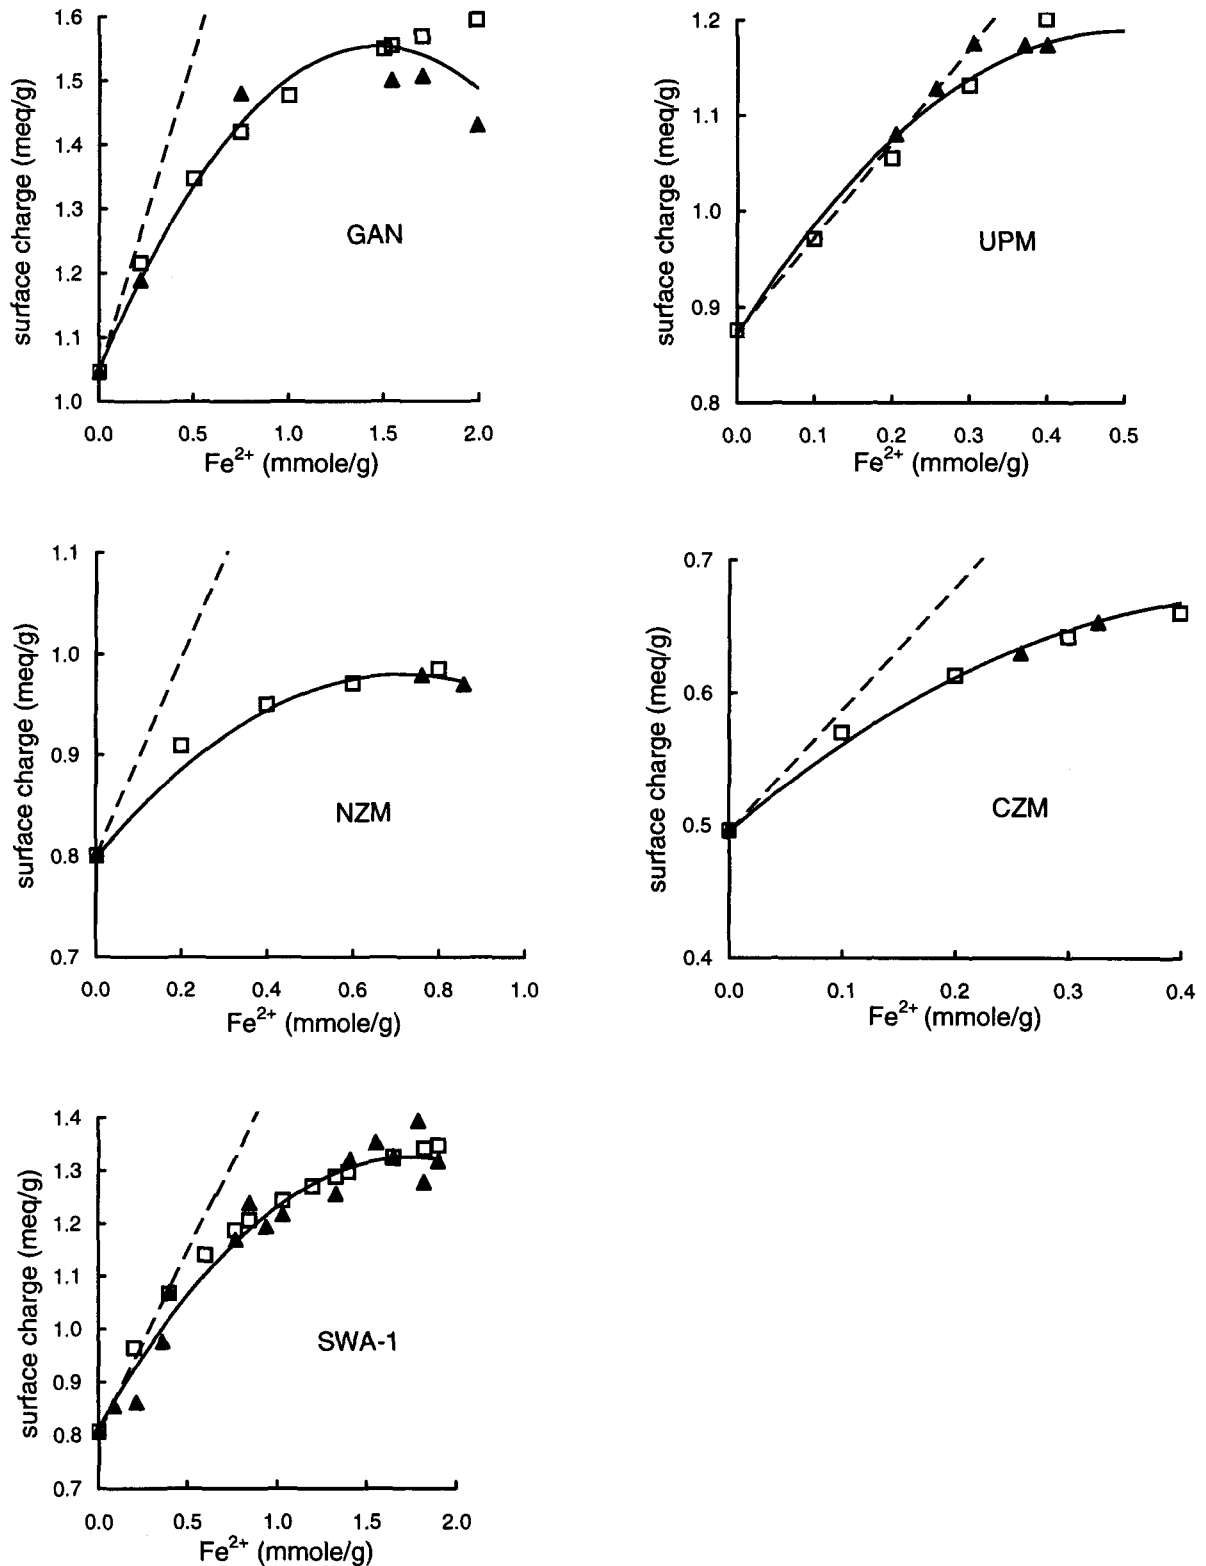 surface charge (meq/g)
1.6
1.5
1.4
1.3
1.2
1.1
1.0
GAN
0.0 0.5 1.0 1.5 2.0
Fe²⁺ (mmole/g)
surface charge (meq/g)
1.2
1.1
1.0
0.9
0.8
UPM
0.0 0.1 0.2 0.3 0.4 0.5
Fe²⁺ (mmole/g)
surface charge (meq/g)
1.1
1.0
0.9
0.8
0.7
NZM
0.0 0.2 0.4 0.6 0.8 1.0
Fe²⁺ (mmole/g)
surface charge (meq/g)
0.7
0.6
0.5
0.4
CZM
0.0 0.1 0.2 0.3 0.4
Fe²⁺ (mmole/g)
surface charge (meq/g)
1.4
1.3
1.2
1.1
1.0
0.9
0.8
0.7
SWA-1
0.0 0.5 1.0 1.5 2.0
Fe²⁺ (mmole/g)